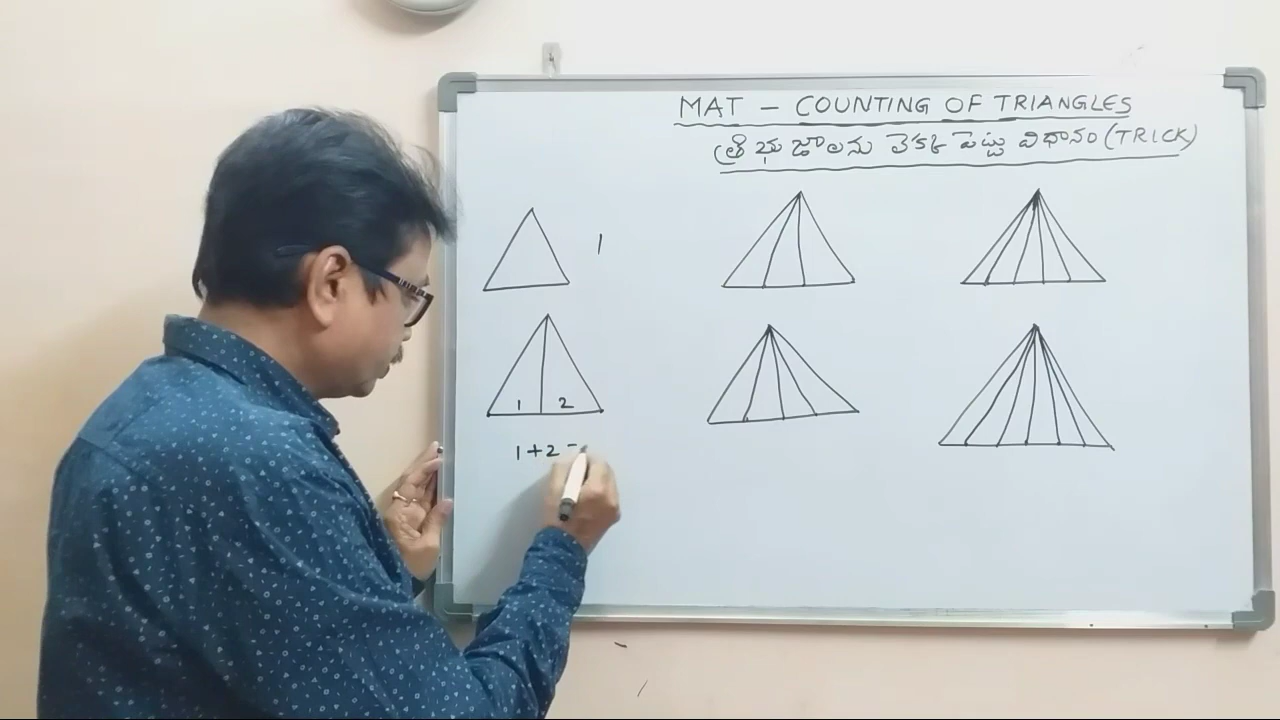 MAT - COUNTING OF TRIANGLES
త్రిభుజాలను లెక్క పెట్టు విధానం (TRICK)
1
1 2
1+2 =